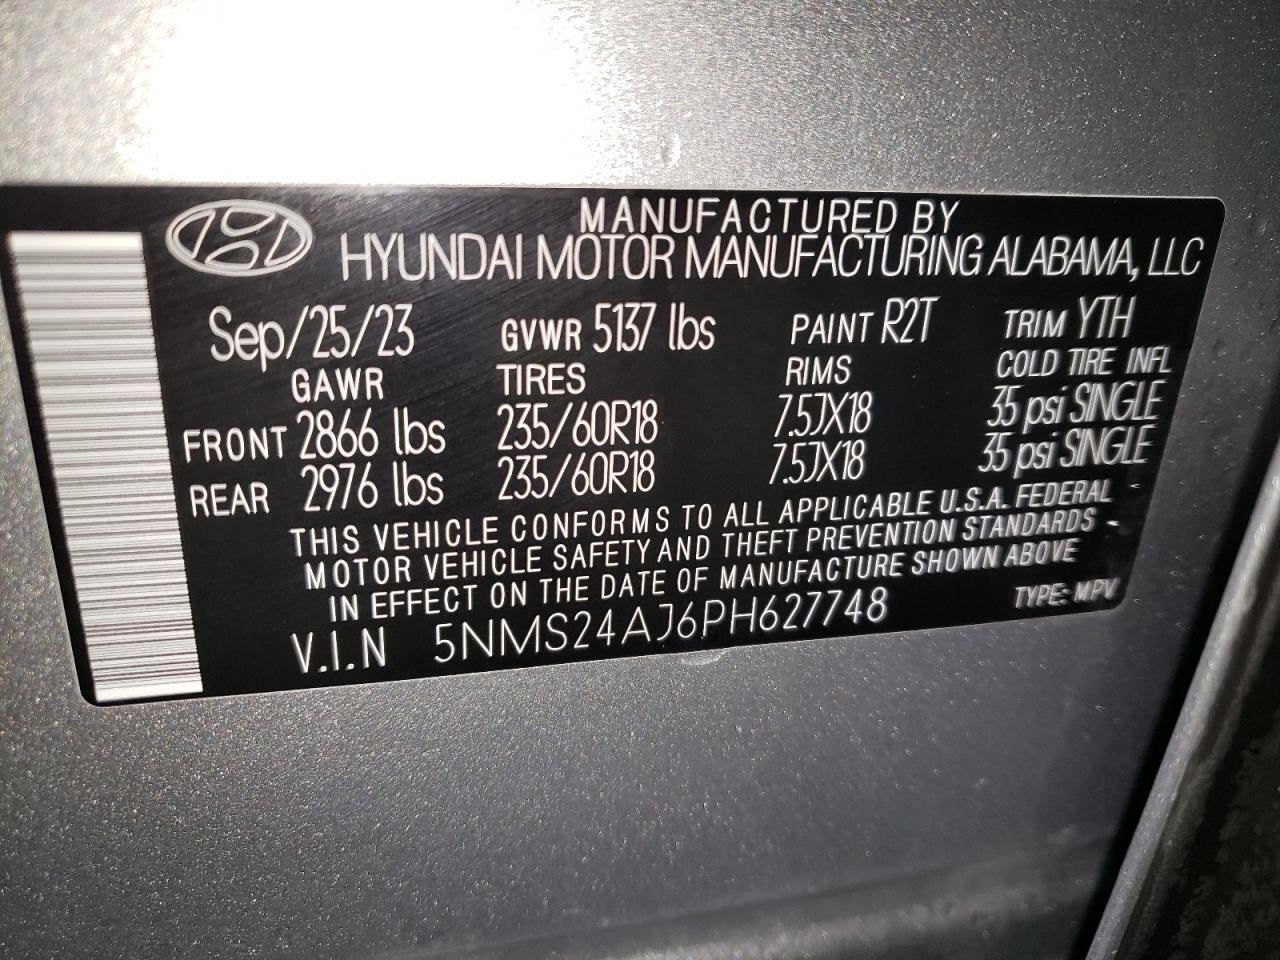 MANUFACTURED BY
HYUNDAI MOTOR MANUFACTURING ALABAMA, LLC
Sep/25/23 GVWR 5137 lbs PAINT R2T TRIM YTH
GAWR TIRES RIMS COLD TIRE INFL
FRONT 2866 lbs 235/60R18 7.5JX18 35 psi SINGLE
REAR 2976 lbs 235/60R18 7.5JX18 35 psi SINGLE
THIS VEHICLE CONFORMS TO ALL APPLICABLE U.S.A. FEDERAL
MOTOR VEHICLE SAFETY AND THEFT PREVENTION STANDARDS
IN EFFECT ON THE DATE OF MANUFACTURE SHOWN ABOVE
V.I.N 5NMS24AJ6PH627748 TYPE: MPV